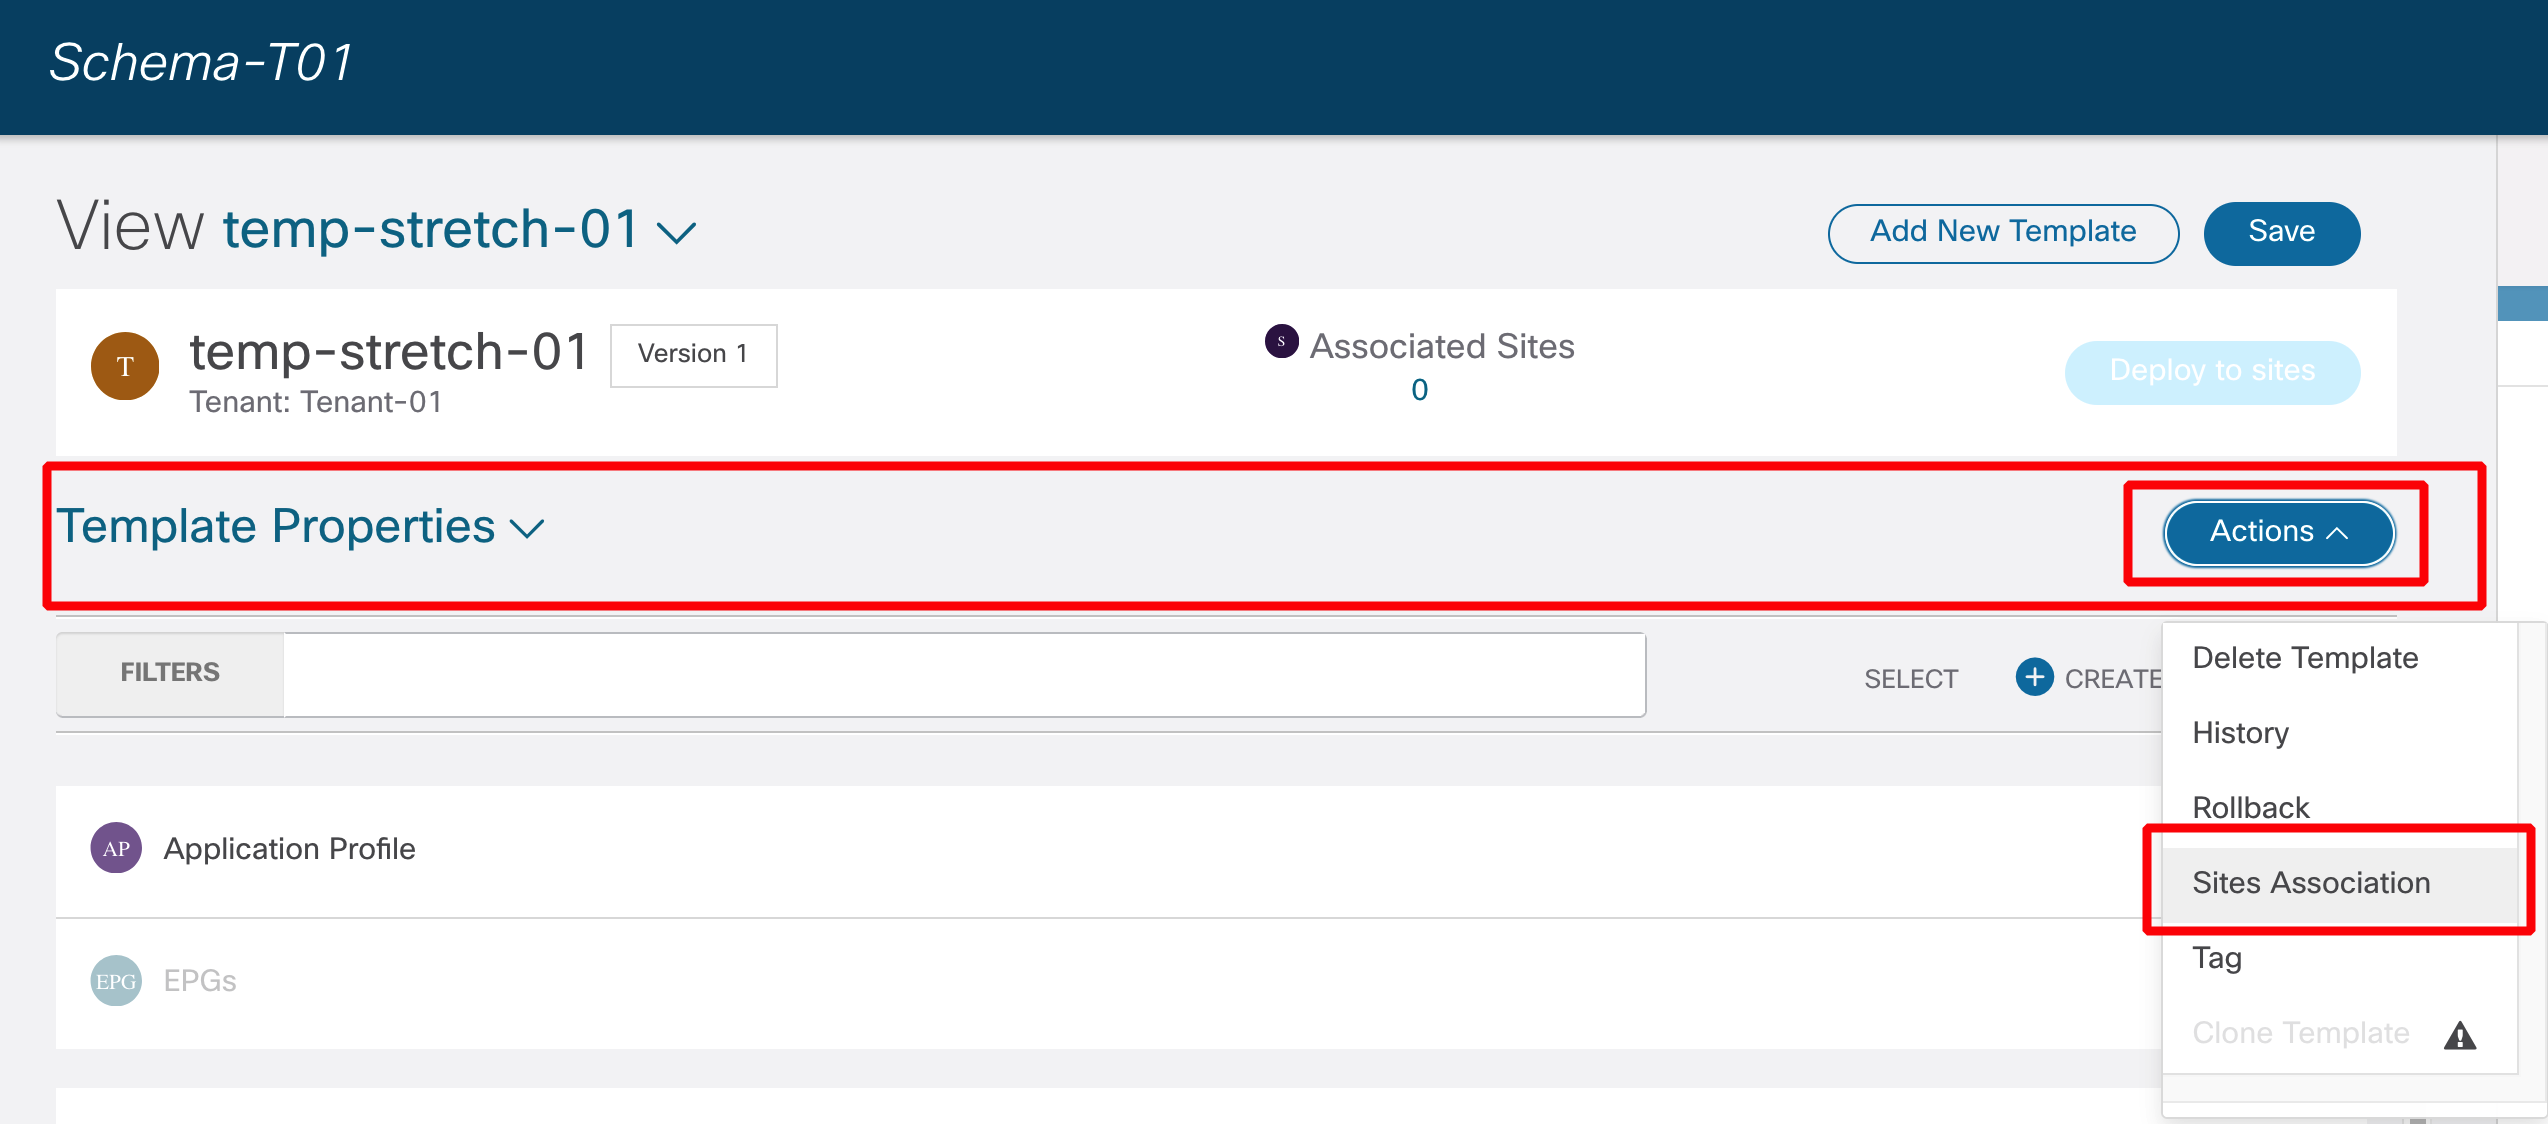 Schema-T01
View temp-stretch-01
Add New Template
Save
T
temp-stretch-01
Version 1
Tenant: Tenant-01
S
Associated Sites
0
Deploy to sites
Template Properties
Actions
FILTERS
SELECT
CREATE
Delete Template
History
Rollback
Sites Association
Tag
Clone Template
AP
Application Profile
EPG
EPGs